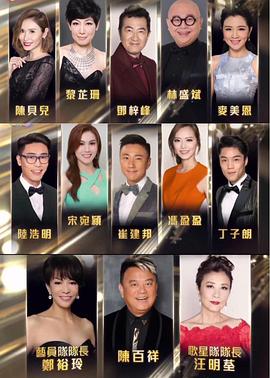 陳貝兒
黎芷珊
鄧梓峰
林盛斌
麥美恩
陸浩明
宋宛穎
崔建邦
馮盈盈
丁子朗
藝員隊隊長
鄭裕玲
陳百祥
歌星隊隊長
汪明荃